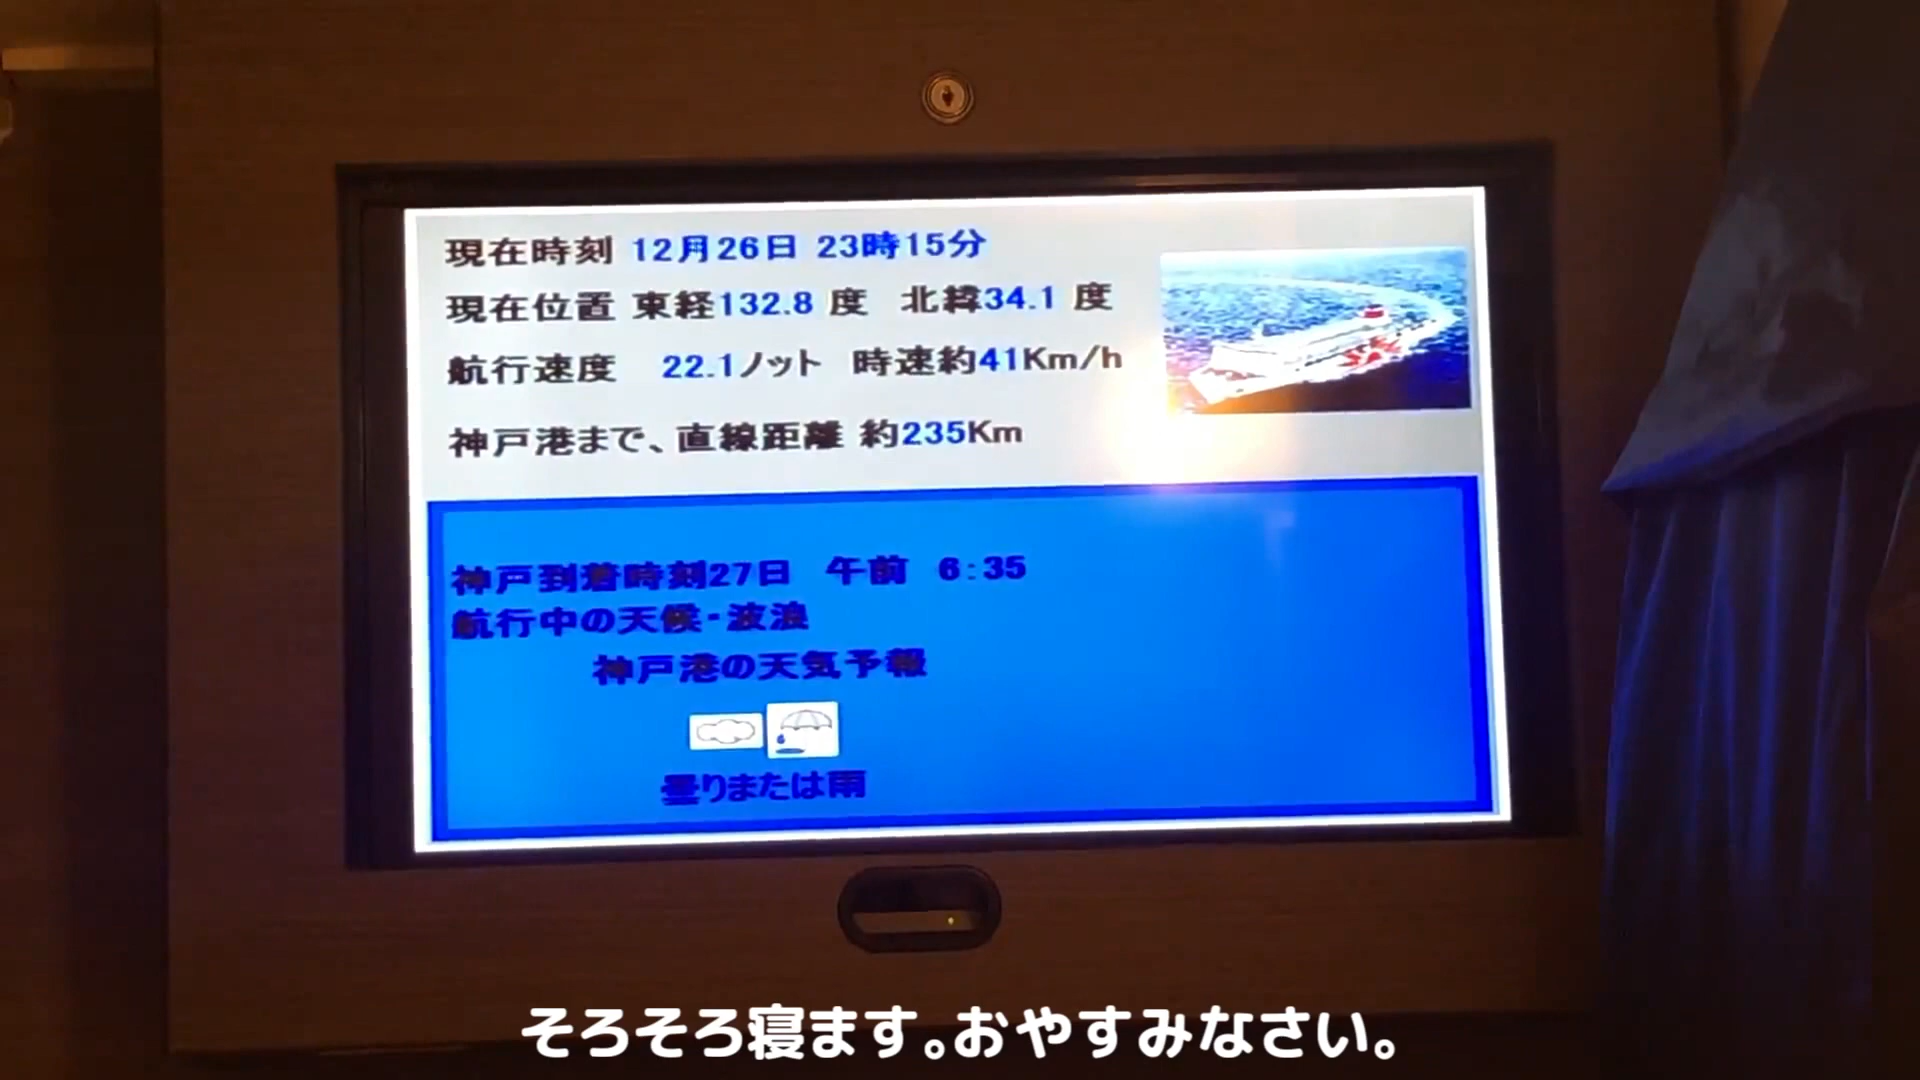 現在時刻 12月26日 23時15分
現在位置 東経132.8 度 北緯34.1 度
航行速度 22.1ノット 時速約41Km/h
神戸港まで、直線距離 約235Km
神戸到着時刻27日 午前 6:35
航行中の天候・波浪
神戸港の天気予報
曇りまたは雨
そろそろ寝ます。おやすみなさい。